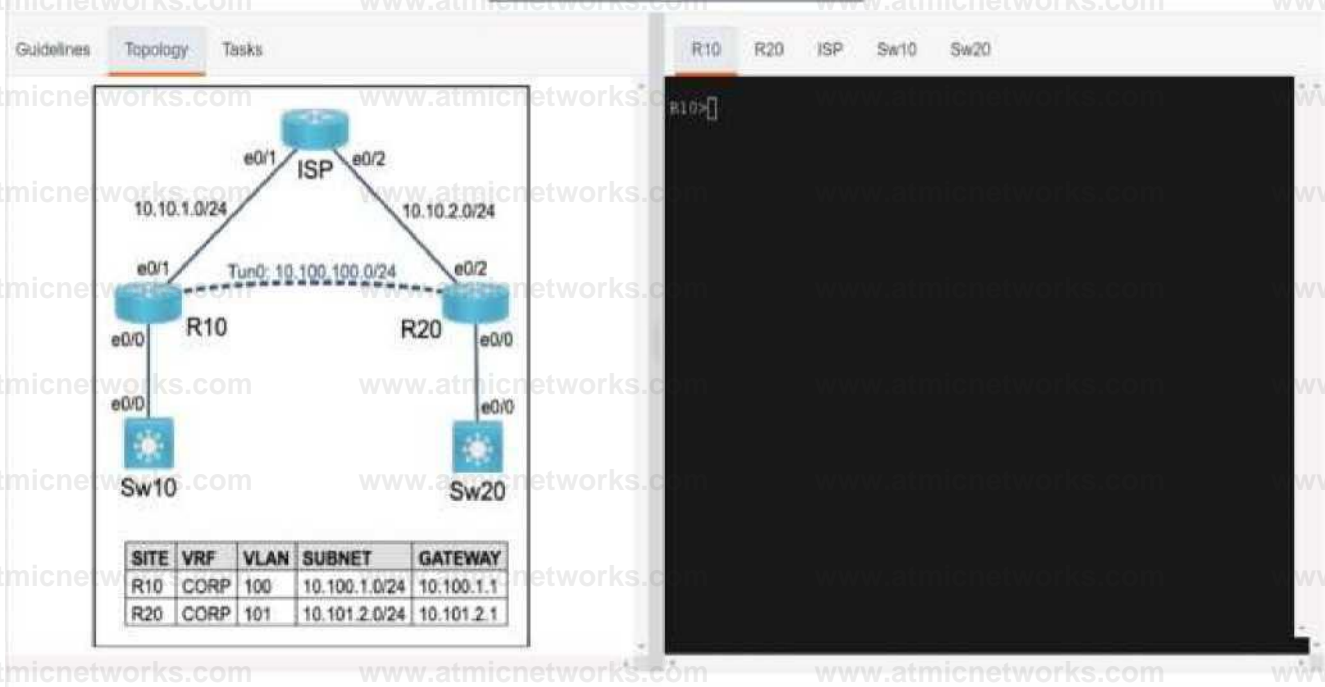 Guidelines Topology Tasks
R10 R20 ISP Sw10 Sw20
R10>
ISP
e0/1 e0/2
10.10.1.0/24 10.10.2.0/24
e0/1 Tun0: 10.100.100.0/24 e0/2
R10 R20
e0/0 e0/0
e0/0 e0/0
Sw10 Sw20
SITE VRF VLAN SUBNET GATEWAY
R10 CORP 100 10.100.1.0/24 10.100.1.1
R20 CORP 101 10.101.2.0/24 10.101.2.1
www.atmicnetworks.com